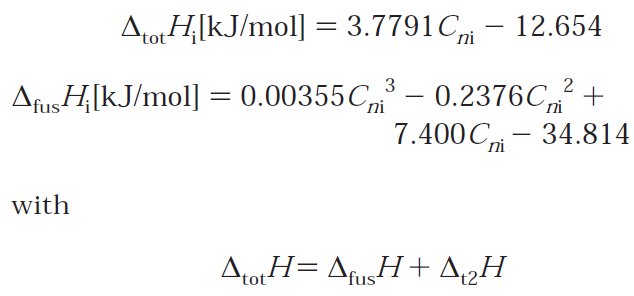 Δ_tot H_i[kJ/mol] = 3.7791 C_ni − 12.654
Δ_fus H_i[kJ/mol] = 0.00355 C_ni^3 − 0.2376 C_ni^2 +
7.400 C_ni − 34.814
with
Δ_tot H = Δ_fus H + Δ_t2 H